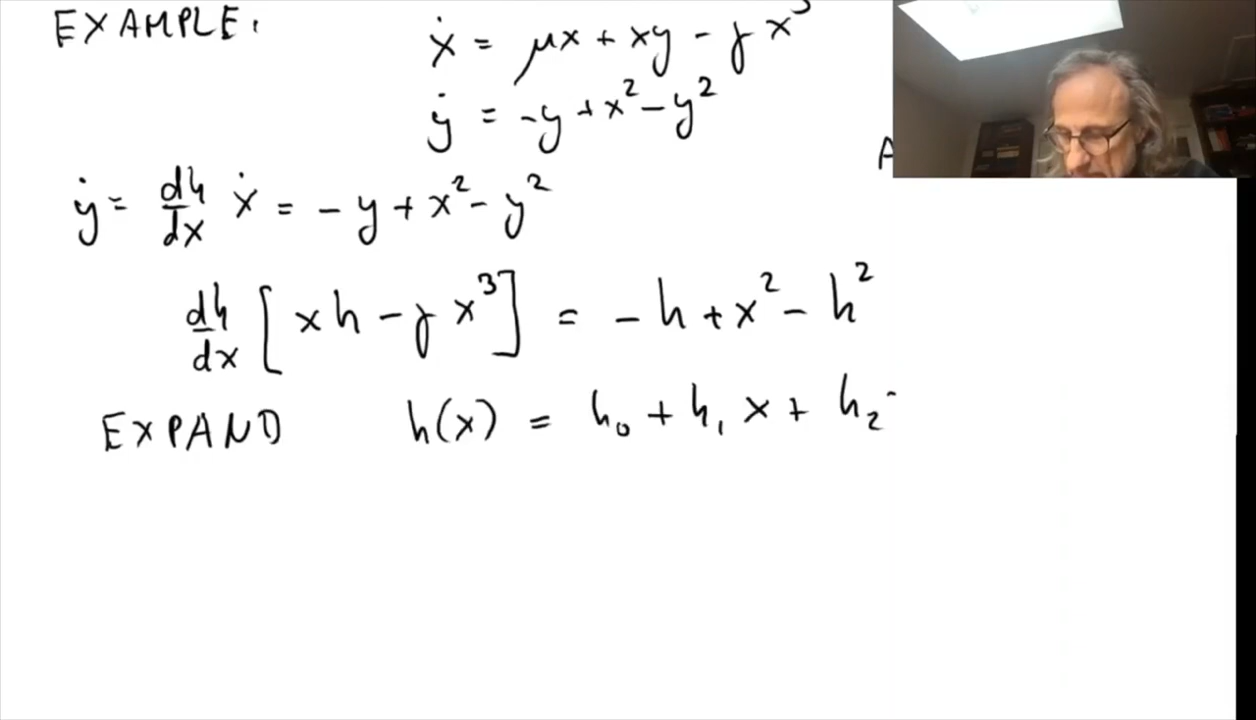 EXAMPLE:
ẋ = μx + xy - γx³
ẏ = -y + x² - y²
A
ẏ = dh/dx ẋ = -y + x² - y²
dh/dx [xh - γx³] = -h + x² - h²
EXPAND h(x) = h₀ + h₁x + h₂